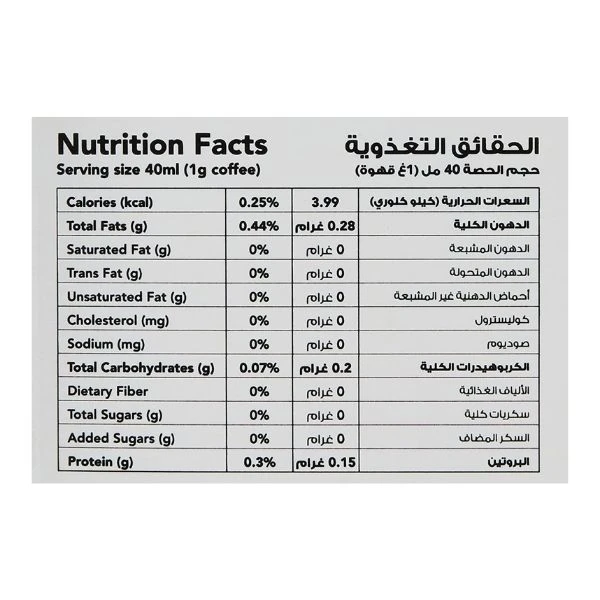 Nutrition Facts الحقائق التغذوية
Serving size 40ml (1g coffee) حجم الحصة 40 مل (1غ قهوة)
Calories (kcal) 0.25% 3.99 السعرات الحرارية (كيلو كلوري)
Total Fats (g) 0.44% 0.28 غرام الدهون الكلية
Saturated Fat (g) 0% 0 غرام الدهون المشبعة
Trans Fat (g) 0% 0 غرام الدهون المتحولة
Unsaturated Fat (g) 0% 0 غرام أحماض الدهنية غير المشبعة
Cholesterol (mg) 0% 0 غرام كوليسترول
Sodium (mg) 0% 0 غرام صوديوم
Total Carbohydrates (g) 0.07% 0.2 غرام الكربوهيدرات الكلية
Dietary Fiber 0% 0 غرام الألياف الغذائية
Total Sugars (g) 0% 0 غرام سكريات كلية
Added Sugars (g) 0% 0 غرام السكر المضاف
Protein (g) 0.3% 0.15 غرام البروتين